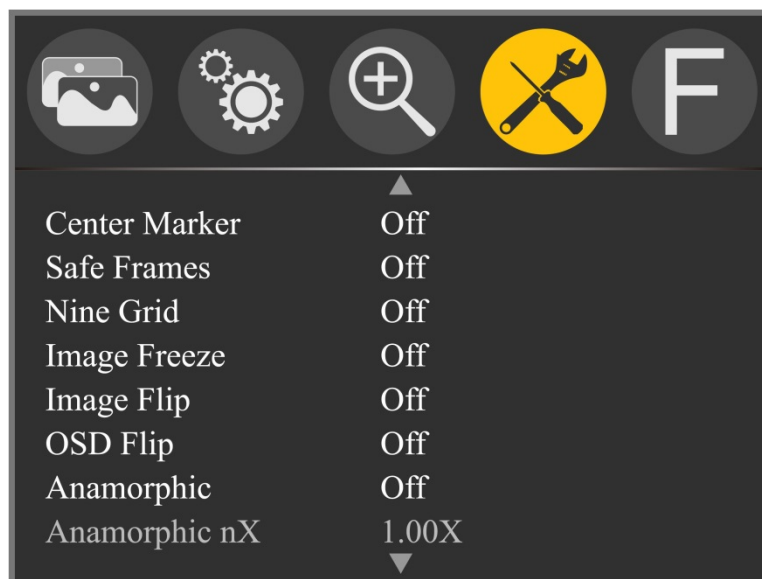 F
Center Marker Off
Safe Frames Off
Nine Grid Off
Image Freeze Off
Image Flip Off
OSD Flip Off
Anamorphic Off
Anamorphic nX 1.00X